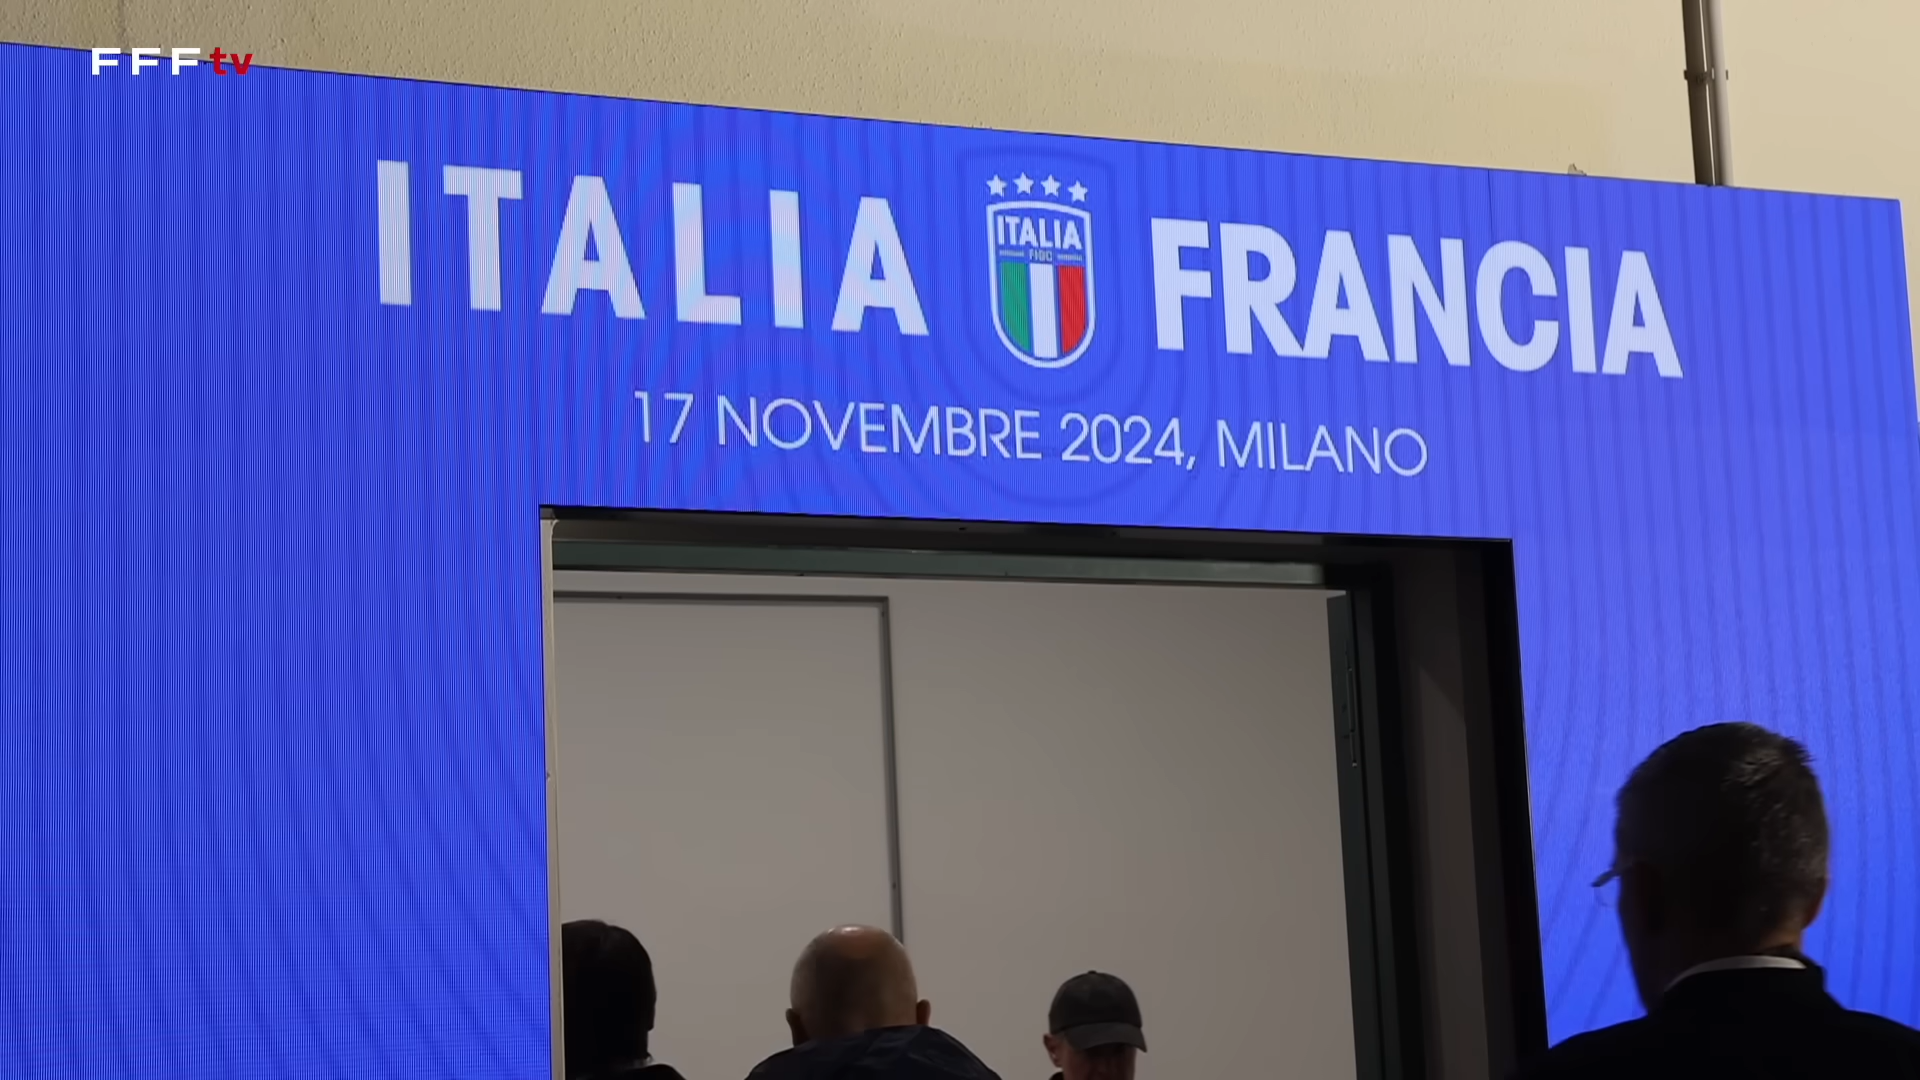 FFFtv
ITALIA FRANCIA
ITALIA
FIGC
17 NOVEMBRE 2024, MILANO